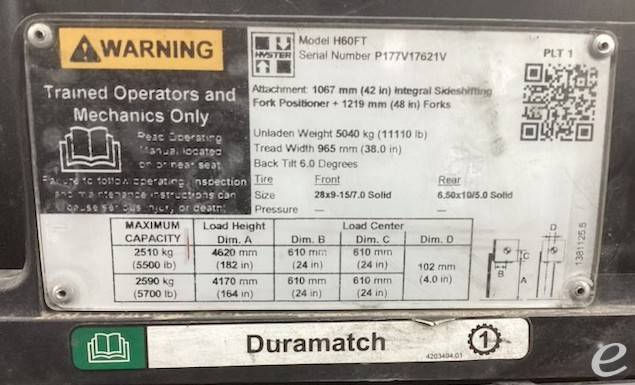 WARNING
Trained Operators and
Mechanics Only
Read Operating
Manual located
on or near seat
Failure to follow operating, inspection
and maintenance instructions can
cause serious injury or death!
HYSTER
Model H60FT
Serial Number P177V17621V
PLT 1
Attachment 1067 mm (42 in) Integral Sideshifting
Fork Positioner + 1219 mm (48 in) Forks
Unladen Weight 5040 kg (11110 lb)
Tread Width 965 mm (38.0 in)
Back Tilt 6.0 Degrees
Tire Front Rear
Size 28x9-15/7.0 Solid 6.50x10/5.0 Solid
Pressure — —
MAXIMUM Load Height Load Center
CAPACITY Dim. A Dim. B Dim. C Dim. D
2510 kg 4620 mm 610 mm 610 mm
(5500 lb) (182 in) (24 in) (24 in) 102 mm
2590 kg 4170 mm 610 mm 610 mm (4.0 in)
(5700 lb) (164 in) (24 in) (24 in)
D
C
B
A
1381125.5
Duramatch
4203404.01
1
e